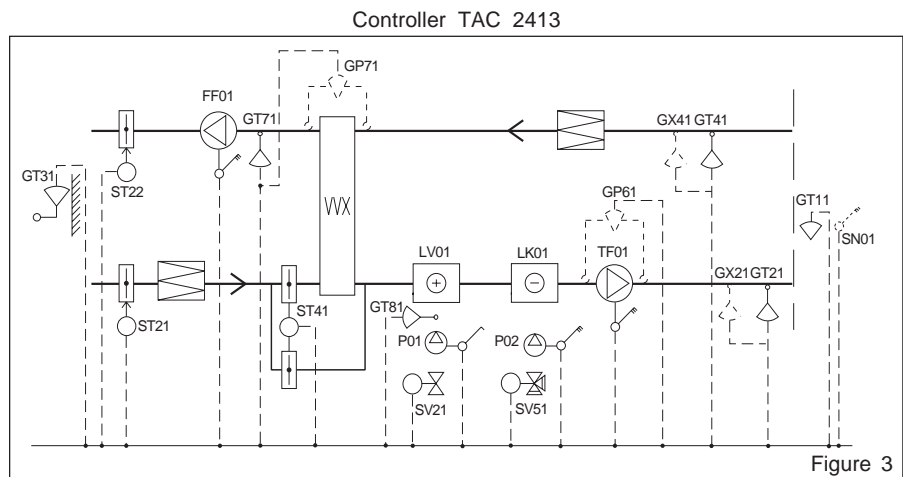 Controller TAC 2413
GP71
FF01
GT71
GX41 GT41
GT31
ST22
GP61
GT11
VVX
SN01
LV01
LK01
TF01
GX21 GT21
ST21
ST41
GT81
P01
P02
SV21
SV51
Figure 3